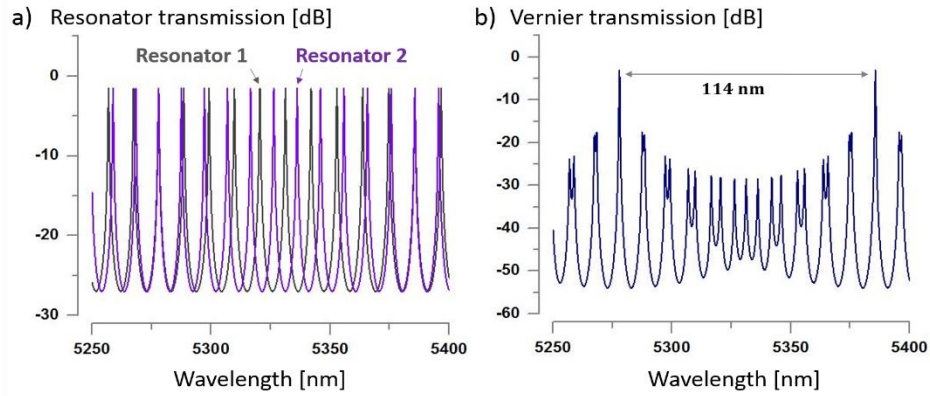 a) Resonator transmission [dB]
Resonator 1
Resonator 2
0
-10
-20
-30
5250
5300
5350
5400
Wavelength [nm]
b) Vernier transmission [dB]
0
-10
-20
-30
-40
-50
-60
114 nm
5250
5300
5350
5400
Wavelength [nm]